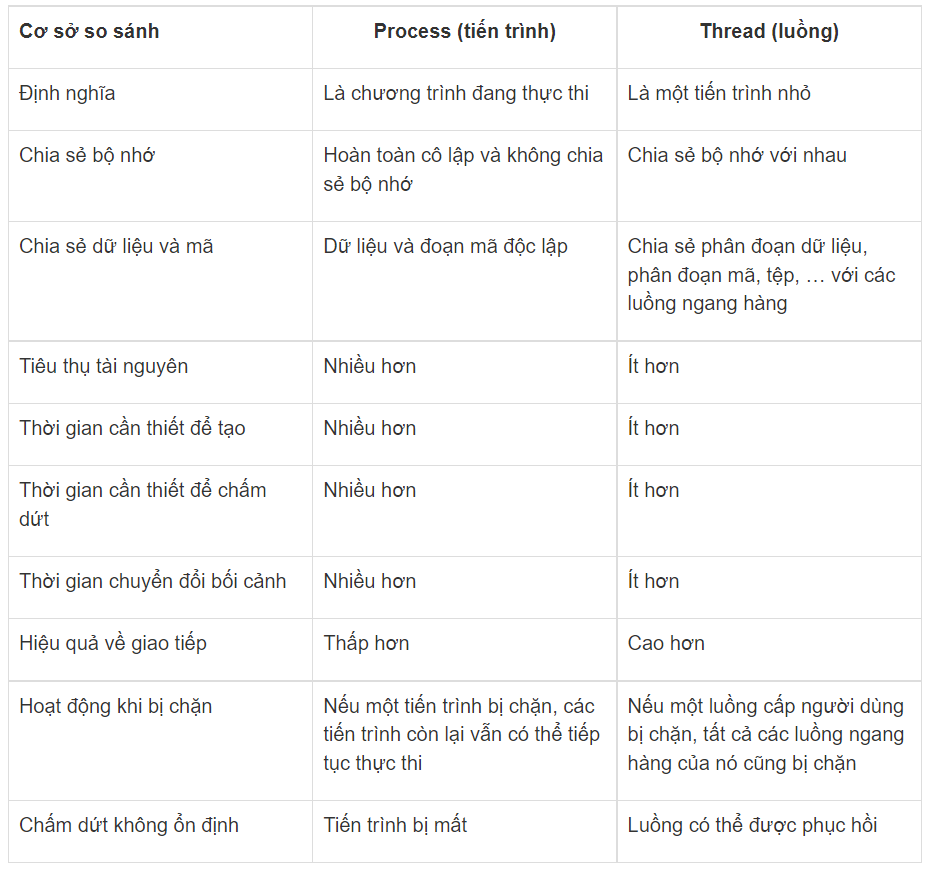 Cơ sở so sánh
Process (tiến trình)
Thread (luồng)
Định nghĩa
Là chương trình đang thực thi
Là một tiến trình nhỏ
Chia sẻ bộ nhớ
Hoàn toàn cô lập và không chia
sẻ bộ nhớ
Chia sẻ bộ nhớ với nhau
Chia sẻ dữ liệu và mã
Dữ liệu và đoạn mã độc lập
Chia sẻ phân đoạn dữ liệu,
phân đoạn mã, tệp, … với các
luồng ngang hàng
Tiêu thụ tài nguyên
Nhiều hơn
Ít hơn
Thời gian cần thiết để tạo
Nhiều hơn
Ít hơn
Thời gian cần thiết để chấm
dứt
Nhiều hơn
Ít hơn
Thời gian chuyển đổi bối cảnh
Nhiều hơn
Ít hơn
Hiệu quả về giao tiếp
Thấp hơn
Cao hơn
Hoạt động khi bị chặn
Nếu một tiến trình bị chặn, các
tiến trình còn lại vẫn có thể tiếp
tục thực thi
Nếu một luồng cấp người dùng
bị chặn, tất cả các luồng ngang
hàng của nó cũng bị chặn
Chấm dứt không ổn định
Tiến trình bị mất
Luồng có thể được phục hồi